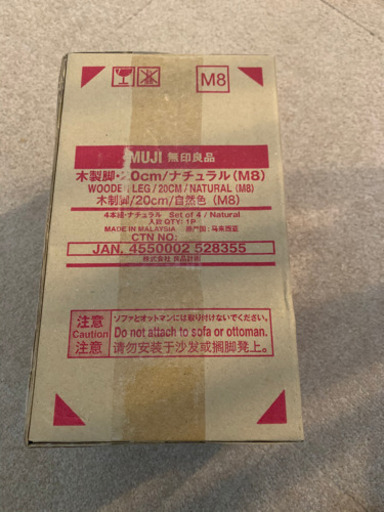 M8
MUJI 無印良品
木製脚・20cm/ナチュラル(M8)
WOODEN LEG/20CM/NATURAL (M8)
木制脚/20cm/自然色(M8)
4本組・ナチュラル Set of 4 / Natural
入数 QTY: 1P
MADE IN MALAYSIA 原产国: 马来西亚
CTN NO:
JAN. 4550002 528355
株式会社 良品計画
注意 ソファとオットマンには取り付けないでください。
Caution Do not attach to sofa or ottoman.
注意 请勿安装于沙发或搁脚凳上。